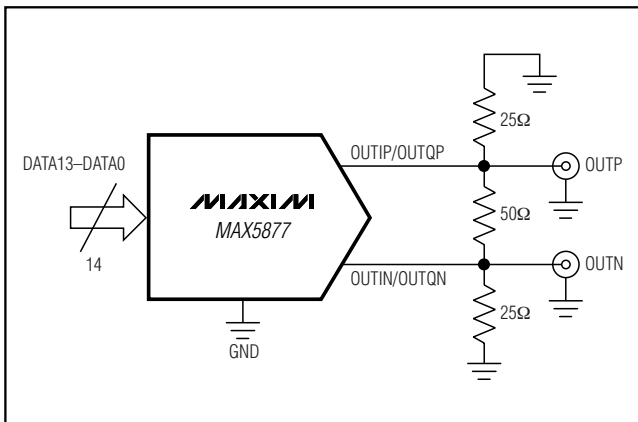 25Ω
OUTIP/OUTQP
OUTP
DATA13–DATA0
MAXIM
MAX5877
50Ω
14
OUTIN/OUTQN
OUTN
25Ω
GND